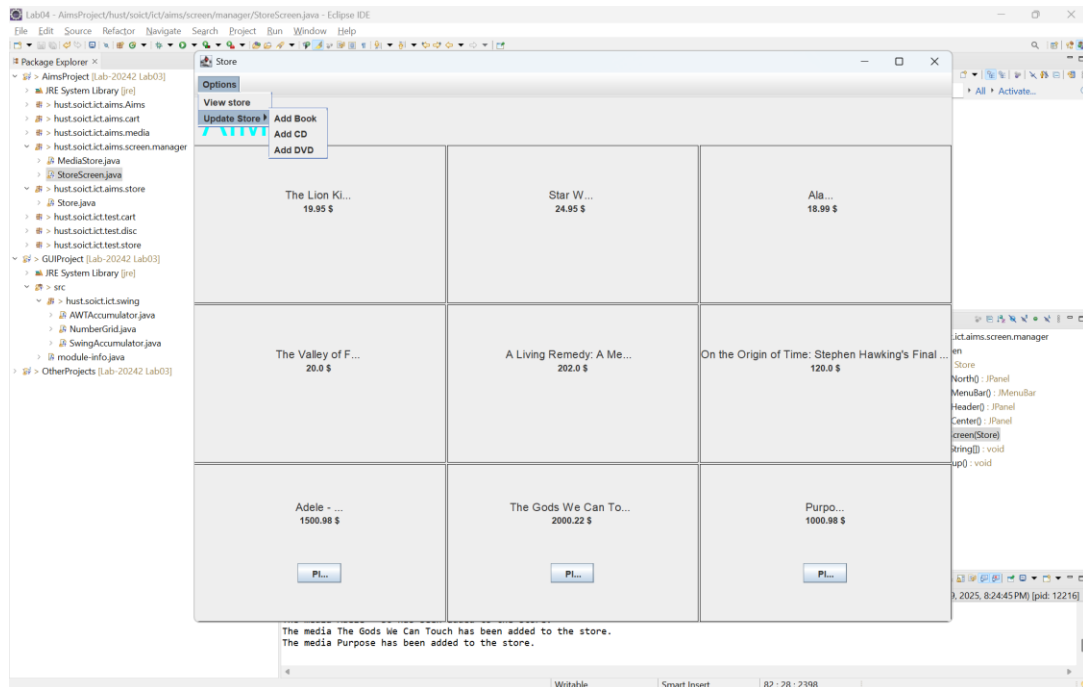 Lab04 - AimsProject/hust/soict/ict/aims/screen/manager/StoreScreen.java - Eclipse IDE
File Edit Source Refactor Navigate Search Project Run Window Help
Package Explorer ×
> AimsProject [Lab-20242 Lab03]
JRE System Library [jre]
> hust.soict.ict.aims.Aims
> hust.soict.ict.aims.cart
> hust.soict.ict.aims.media
> hust.soict.ict.aims.screen.manager
> MediaStore.java
> StoreScreen.java
> hust.soict.ict.aims.store
> Store.java
> hust.soict.ict.test.cart
> hust.soict.ict.test.disc
> hust.soict.ict.test.store
> GUIProject [Lab-20242 Lab03]
JRE System Library [jre]
> src
> hust.soict.ict.swing
> AWTAccumulator.java
> NumberGrid.java
> SwingAccumulator.java
> module-info.java
> OtherProjects [Lab-20242 Lab03]
Store
Options
View store
Update Store
Add Book
Add CD
Add DVD
The Lion Ki...
19.95 $
Star W...
24.95 $
Ala...
18.99 $
The Valley of F...
20.0 $
A Living Remedy: A Me...
202.0 $
On the Origin of Time: Stephen Hawking's Final ...
120.0 $
Adele - ...
1500.98 $
Pl...
The Gods We Can To...
2000.22 $
Pl...
Purpo...
1000.98 $
Pl...
All
Activate...
.ict.aims.screen.manager
en
Store
North() : JPanel
MenuBar() : JMenuBar
Header() : JPanel
Center() : JPanel
creen(Store)
tring[]) : void
up() : void
9, 2025, 8:24:45 PM) [pid: 12216]
The media The Gods We Can Touch has been added to the store.
The media Purpose has been added to the store.
Writable
Smart Insert
82 : 28 : 2398